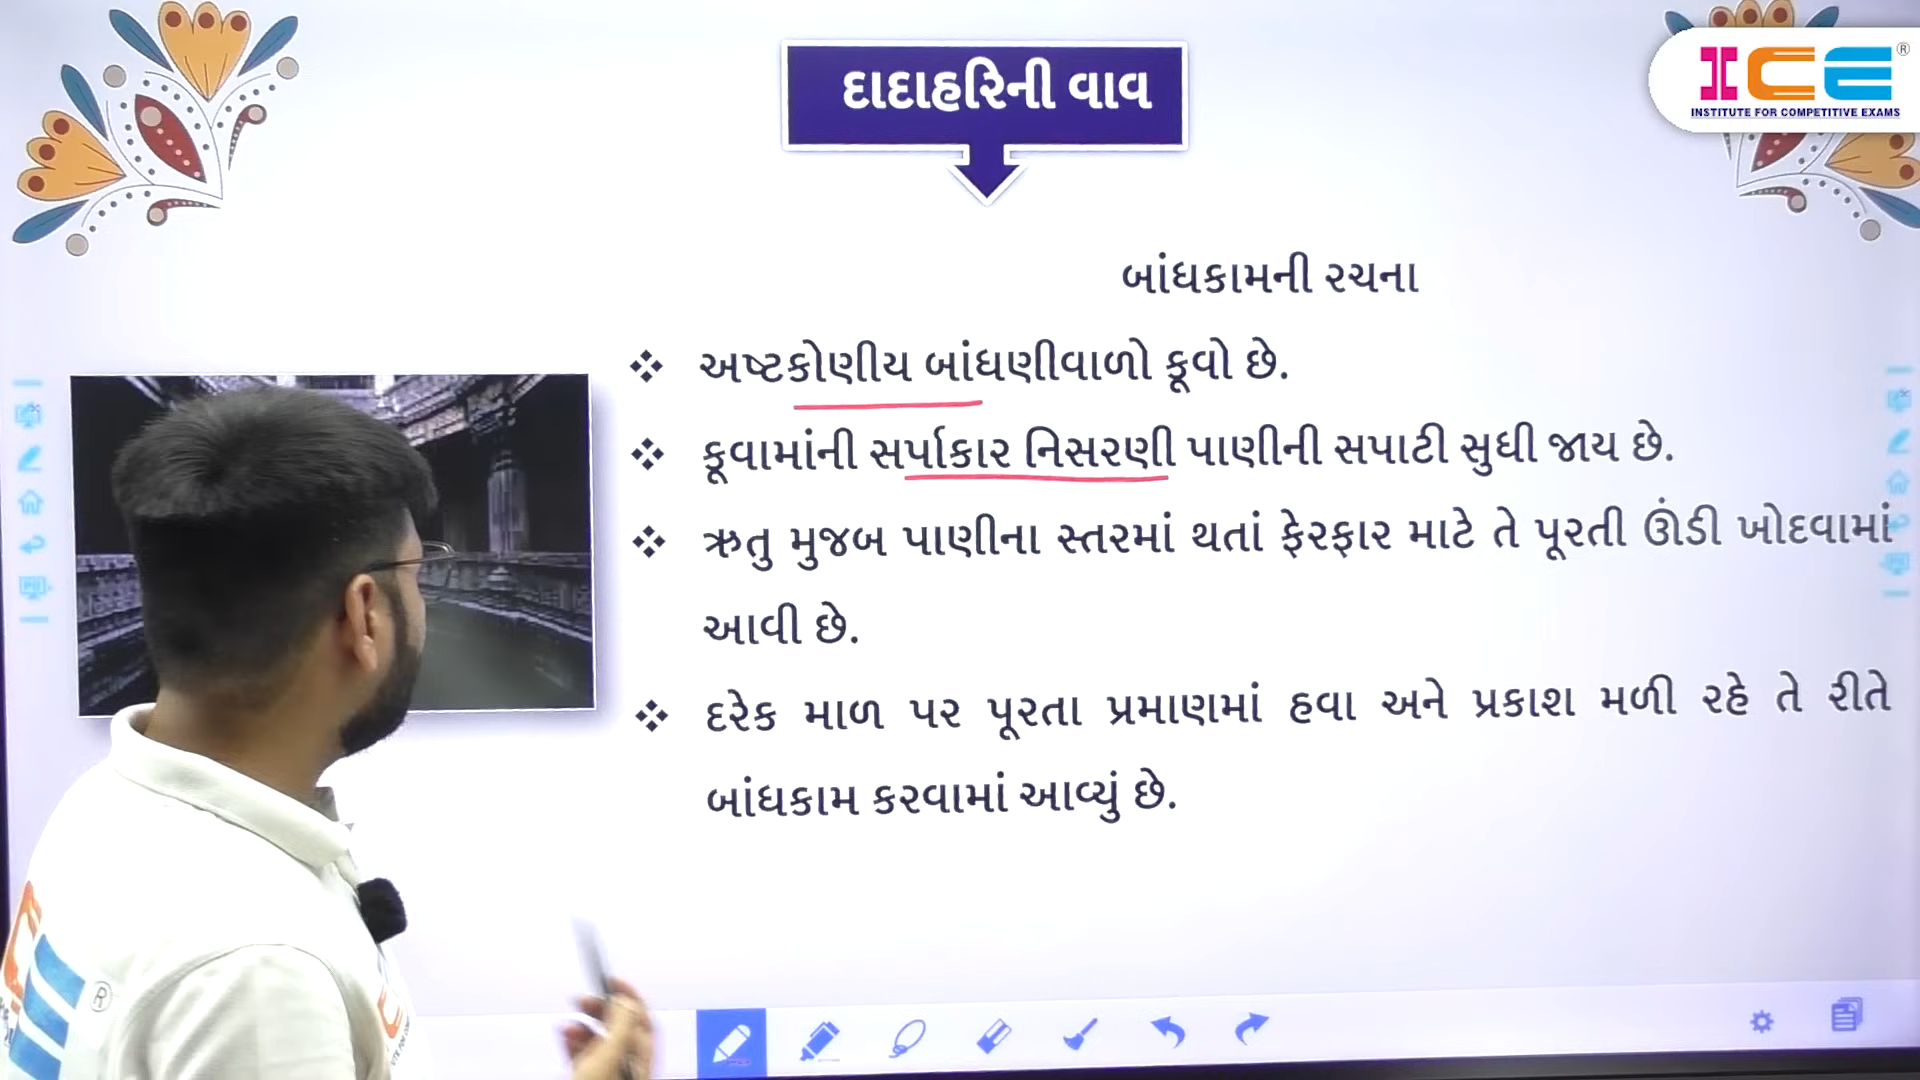 દાદાહરિની વાવ
ICE®
INSTITUTE FOR COMPETITIVE EXAMS
બાંધકામની રચના
❖ અષ્ટકોણીય બાંધણીવાળો કૂવો છે.
❖ કૂવામાંની સર્પાકાર નિસરણી પાણીની સપાટી સુધી જાય છે.
❖ ઋતુ મુજબ પાણીના સ્તરમાં થતાં ફેરફાર માટે તે પૂરતી ઊંડી ખોદવામાં
આવી છે.
❖ દરેક માળ પર પૂરતા પ્રમાણમાં હવા અને પ્રકાશ મળી રહે તે રીતે
બાંધકામ કરવામાં આવ્યું છે.